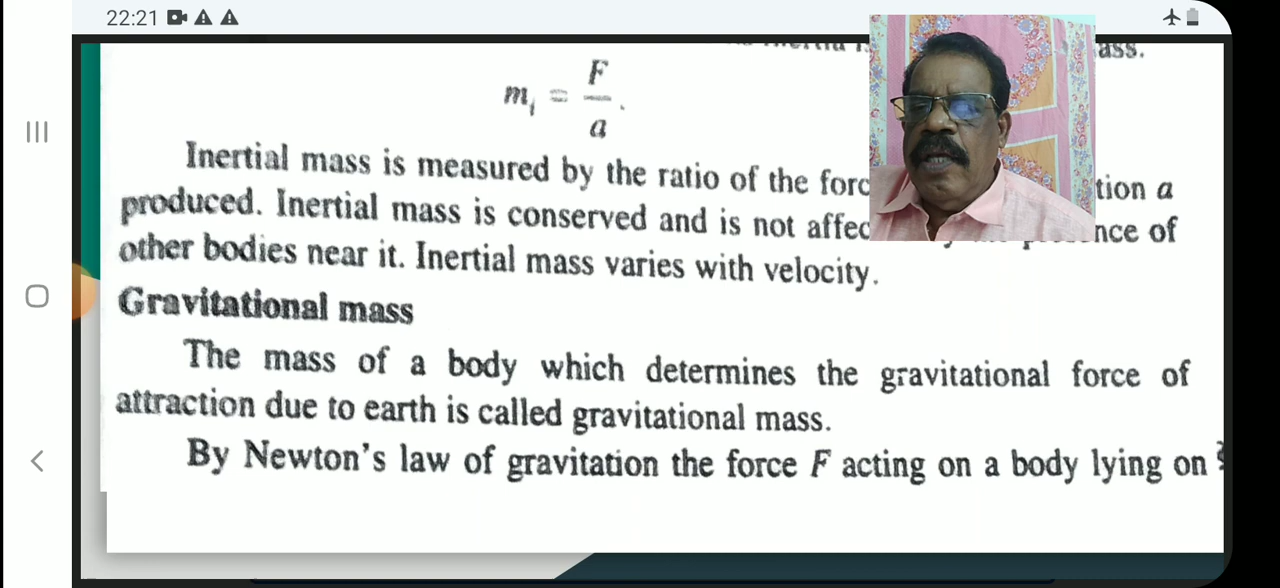 22:21
ass.
m_i = F/a.
Inertial mass is measured by the ratio of the forc tion a
produced. Inertial mass is conserved and is not affec nce of
other bodies near it. Inertial mass varies with velocity.
Gravitational mass
The mass of a body which determines the gravitational force of
attraction due to earth is called gravitational mass.
By Newton's law of gravitation the force F acting on a body lying on